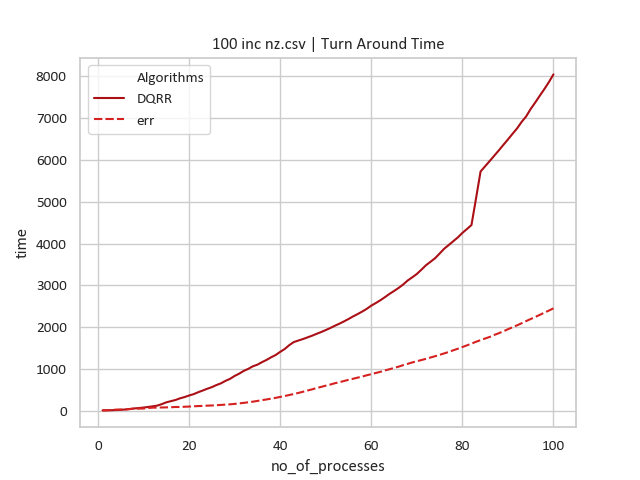 100 inc nz.csv | Turn Around Time
Algorithms
DQRR
err
8000
7000
6000
5000
4000
3000
2000
1000
0
time
0 20 40 60 80 100
no_of_processes